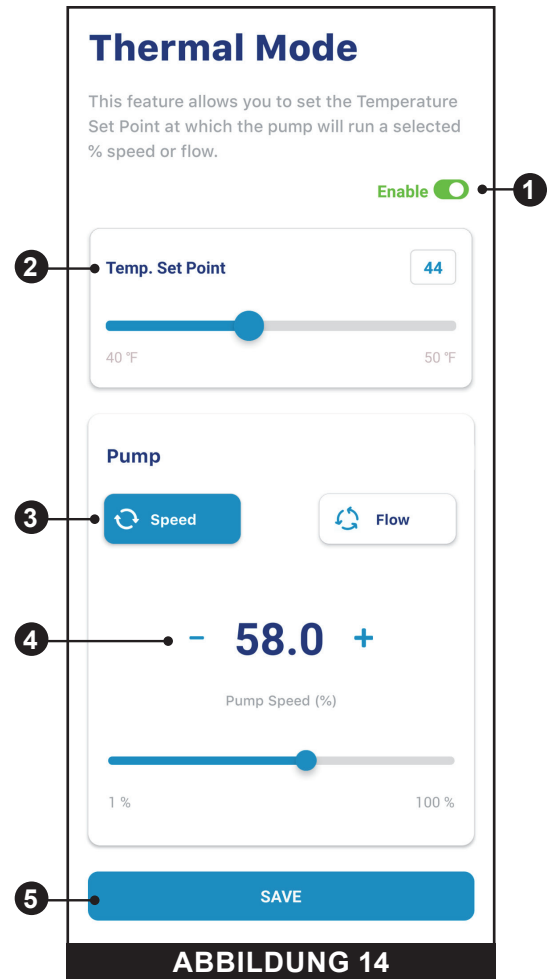 Thermal Mode
This feature allows you to set the Temperature
Set Point at which the pump will run a selected
% speed or flow.
Enable
1
2
Temp. Set Point 44
40 °F 50 °F
Pump
3
Speed Flow
4
- 58.0 +
Pump Speed (%)
1 % 100 %
5
SAVE
ABBILDUNG 14